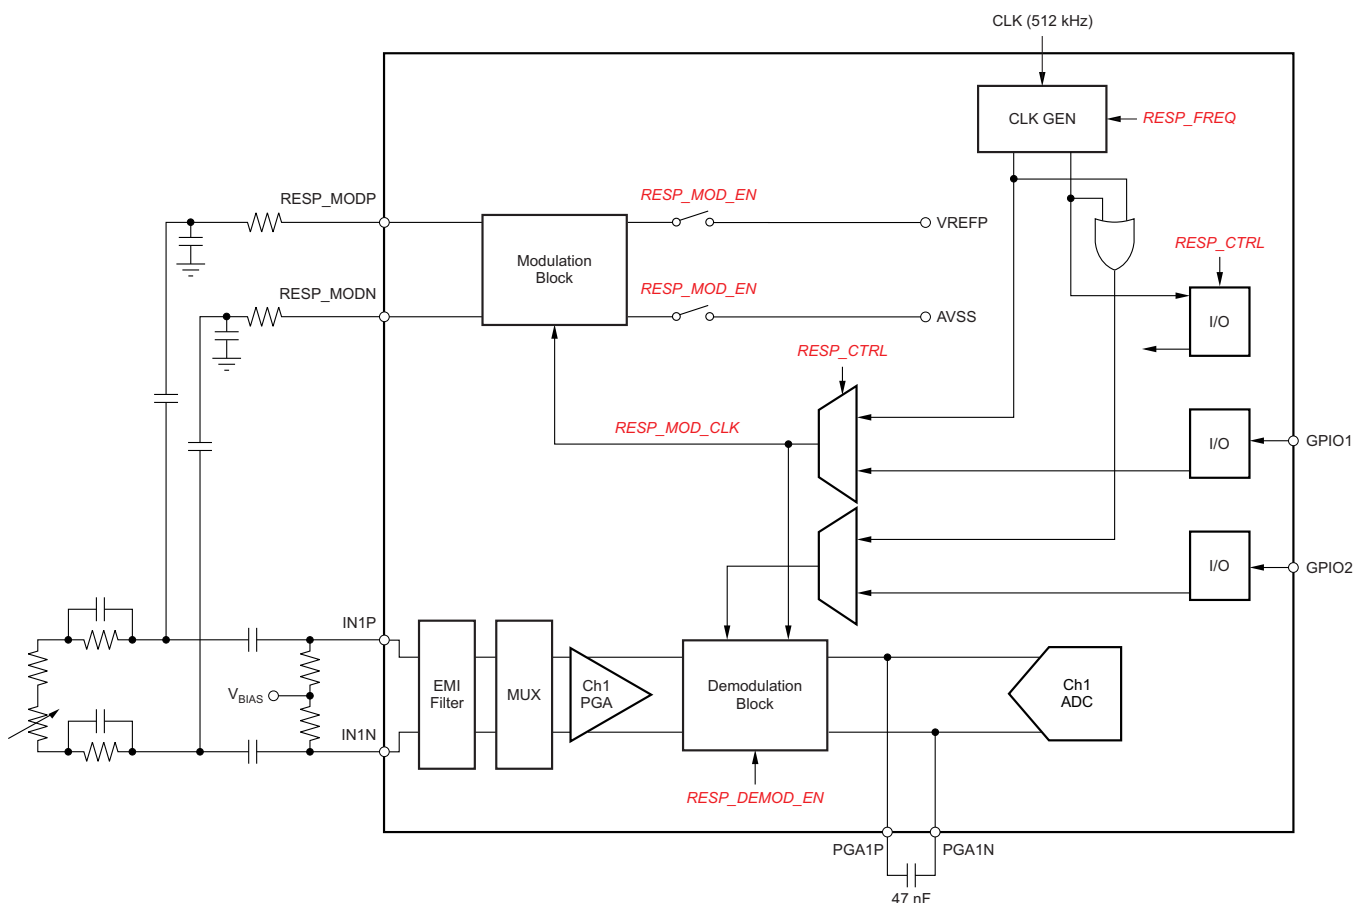 CLK (512 kHz)
CLK GEN
RESP_FREQ
RESP_MODP
RESP_MOD_EN
VREFP
Modulation
Block
RESP_CTRL
RESP_MODN
RESP_MOD_EN
AVSS
I/O
RESP_CTRL
RESP_MOD_CLK
I/O
GPIO1
I/O
GPIO2
IN1P
EMI
Filter
MUX
Ch1
PGA
Demodulation
Block
Ch1
ADC
VBIAS
IN1N
RESP_DEMOD_EN
PGA1P
PGA1N
47 nF